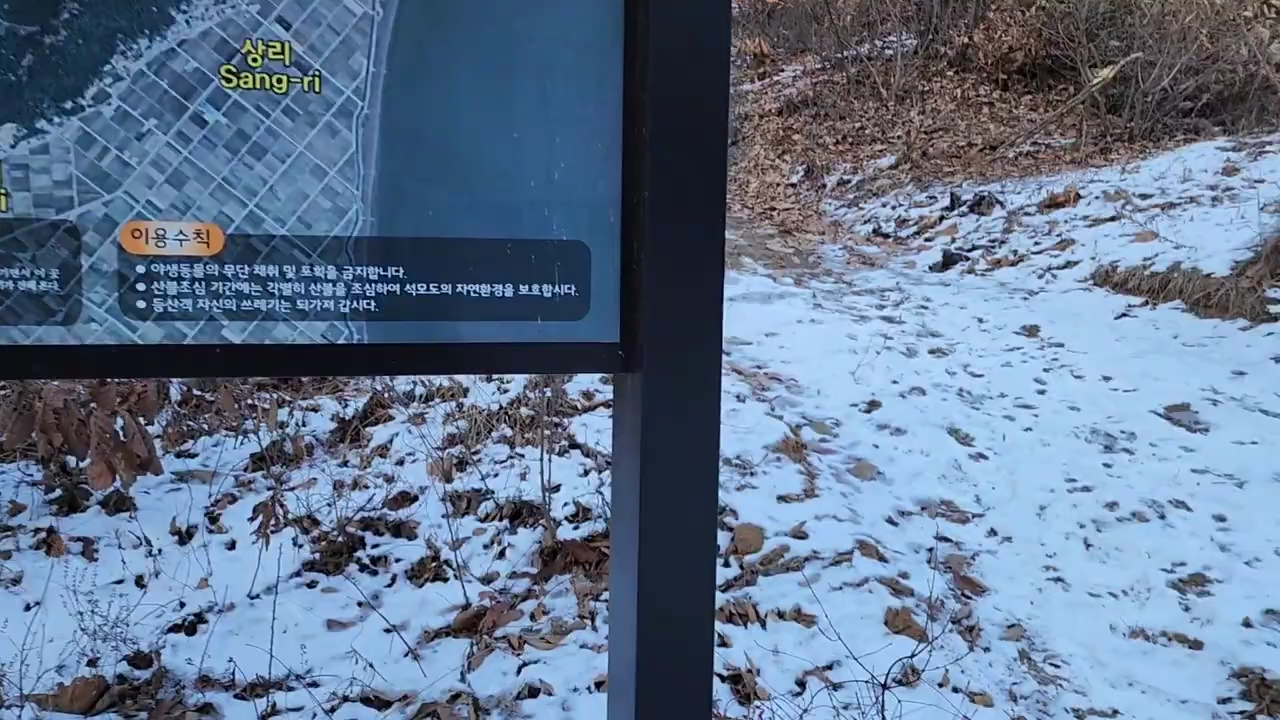 상리
Sang-ri
이용수칙
● 야생동물의 무단 채취 및 포획을 금지합니다.
● 산불조심 기간에는 각별히 산불을 조심하여 석모도의 자연환경을 보호합시다.
● 등산객 자신의 쓰레기는 되가져 갑시다.